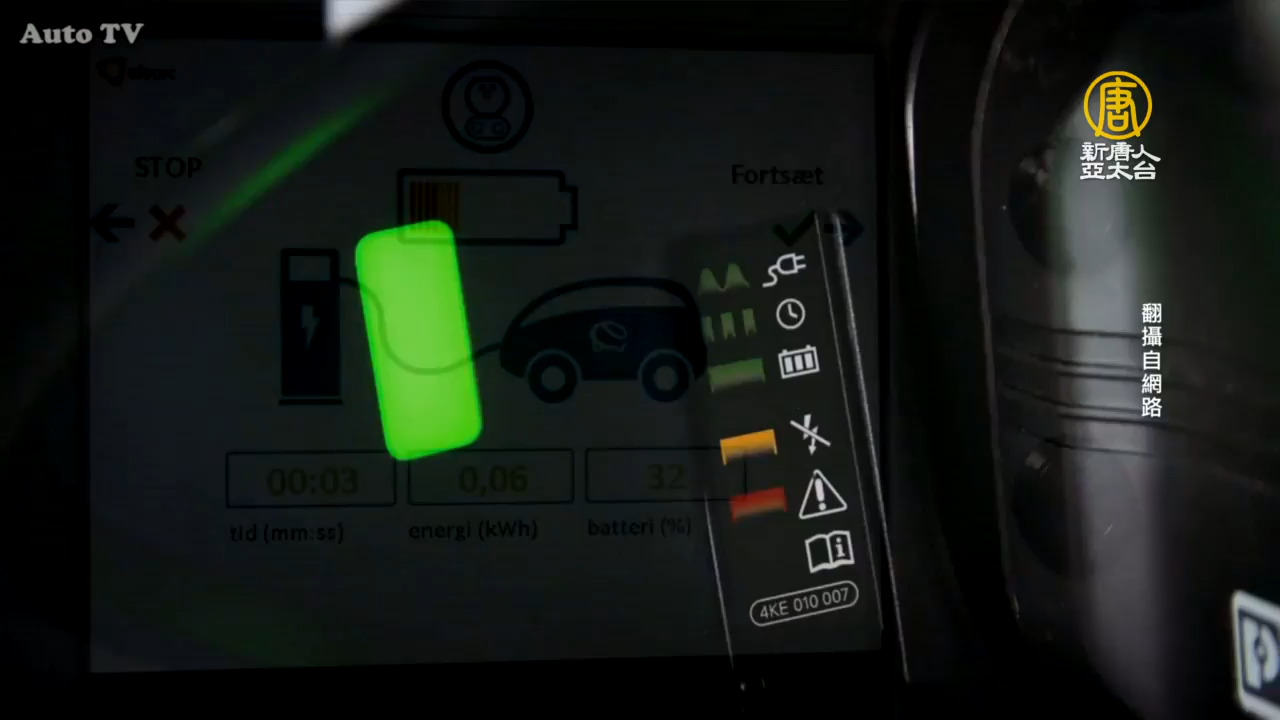 Auto TV
唐
新唐人
亞太台
STOP
Fortsæt
翻攝自網路
00:03
0,06
32
tid (mm:ss)
energi (kWh)
batteri (%)
4KE 010 007